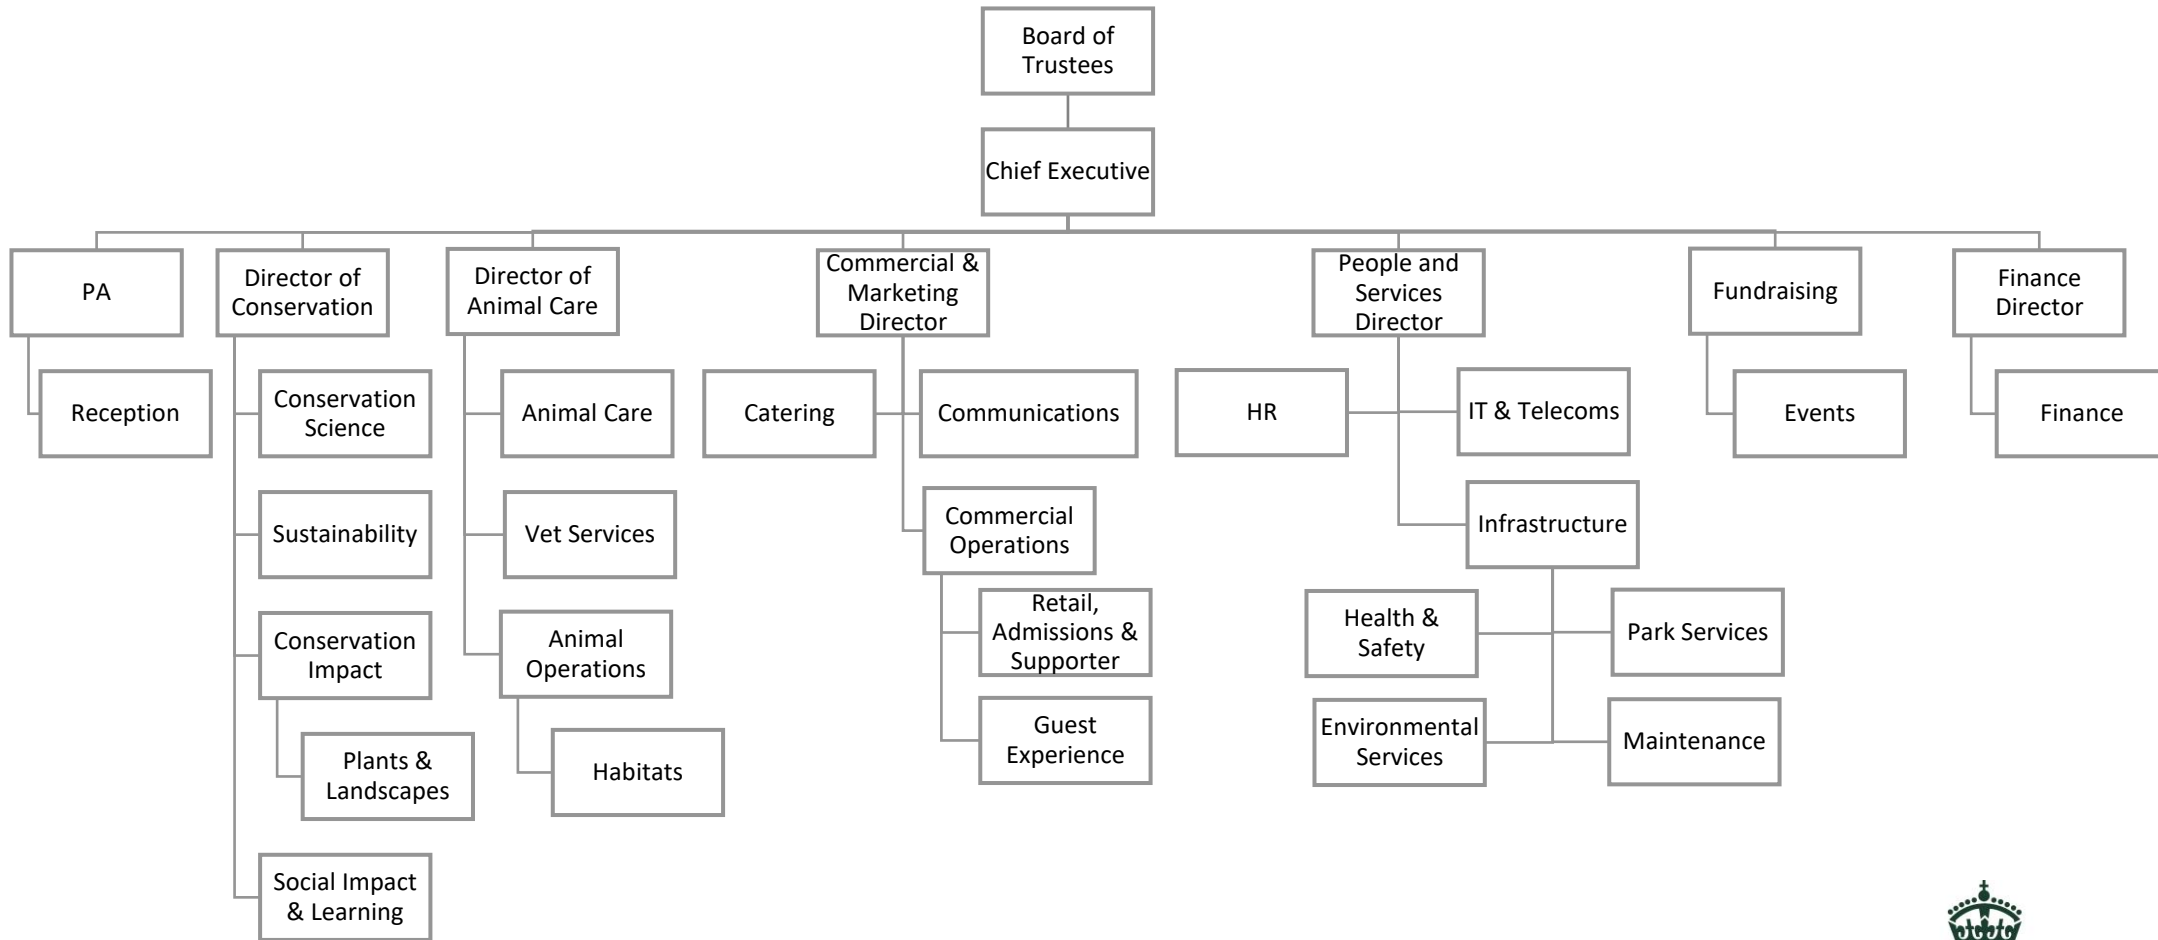 Board of
Trustees
Chief Executive
PA
Director of
Conservation
Director of
Animal Care
Commercial &
Marketing
Director
People and
Services
Director
Fundraising
Finance
Director
Reception
Conservation
Science
Animal Care
Catering
Communications
HR
IT & Telecoms
Events
Finance
Sustainability
Vet Services
Commercial
Operations
Infrastructure
Conservation
Impact
Animal
Operations
Retail,
Admissions &
Supporter
Health &
Safety
Park Services
Plants &
Landscapes
Habitats
Guest
Experience
Environmental
Services
Maintenance
Social Impact
& Learning